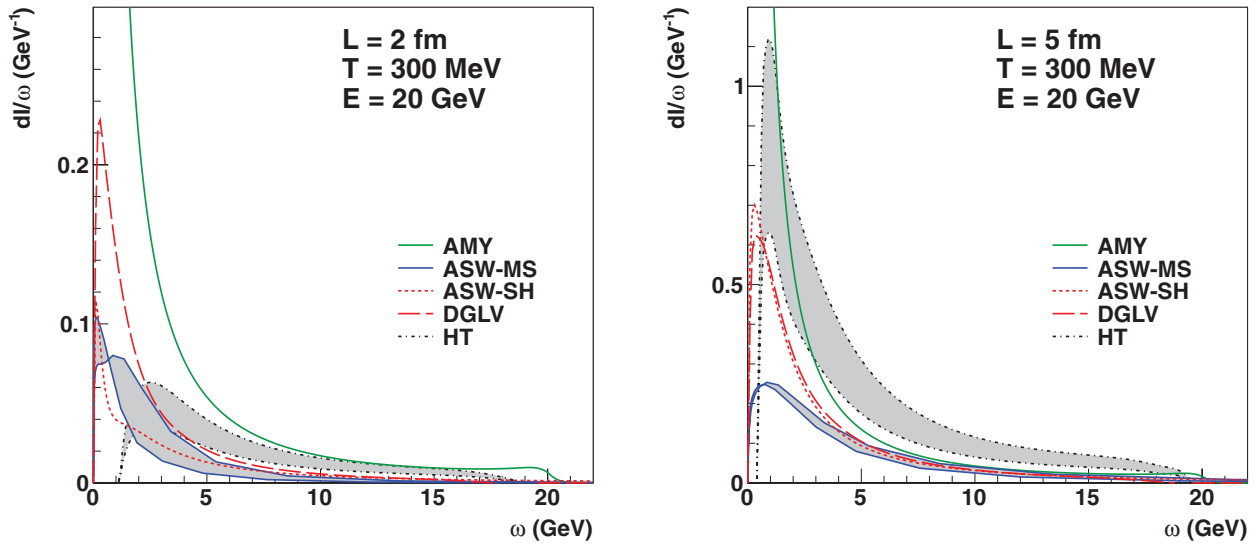 dI/ω (GeV⁻¹)
L = 2 fm
T = 300 MeV
E = 20 GeV
0.2
0.1
0
AMY
ASW-MS
ASW-SH
DGLV
HT
0 5 10 15 20
ω (GeV)
dI/ω (GeV⁻¹)
L = 5 fm
T = 300 MeV
E = 20 GeV
1
0.5
0
AMY
ASW-MS
ASW-SH
DGLV
HT
0 5 10 15 20
ω (GeV)